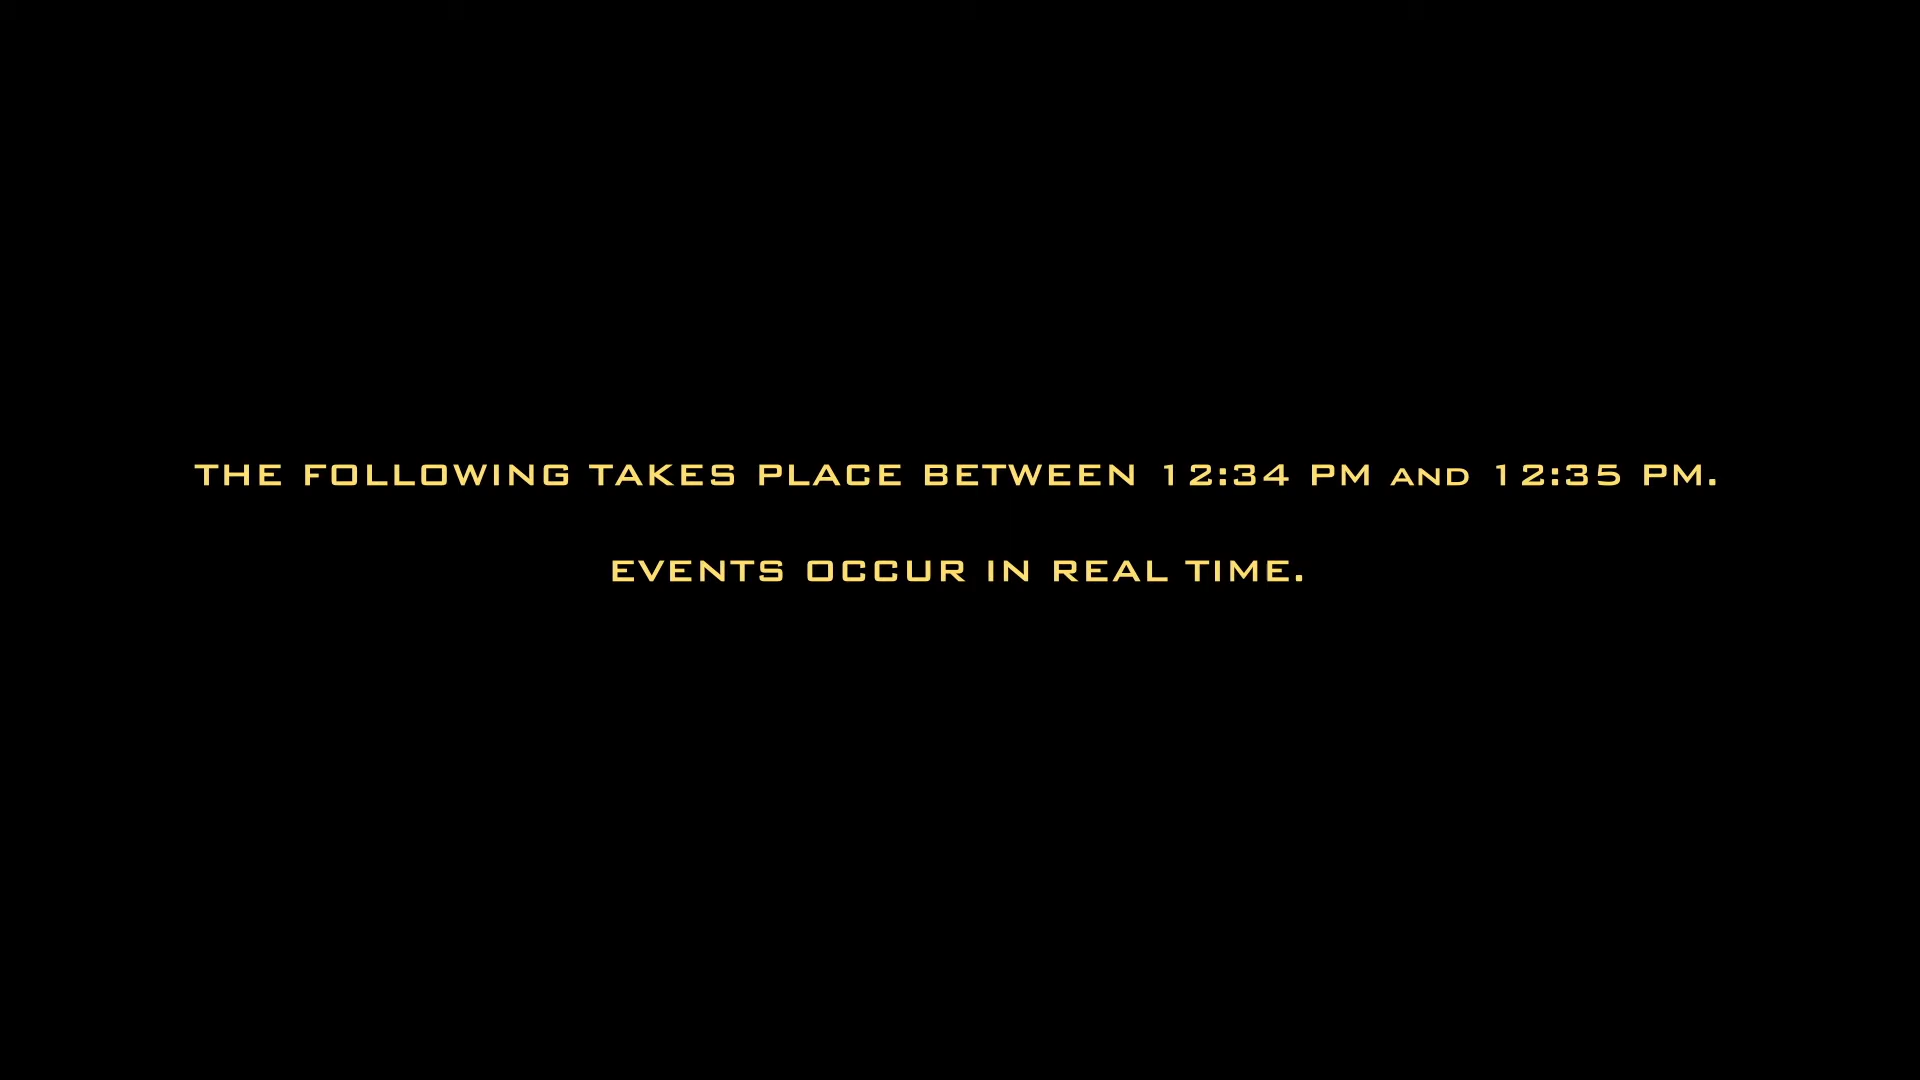 THE FOLLOWING TAKES PLACE BETWEEN 12:34 PM AND 12:35 PM.
EVENTS OCCUR IN REAL TIME.